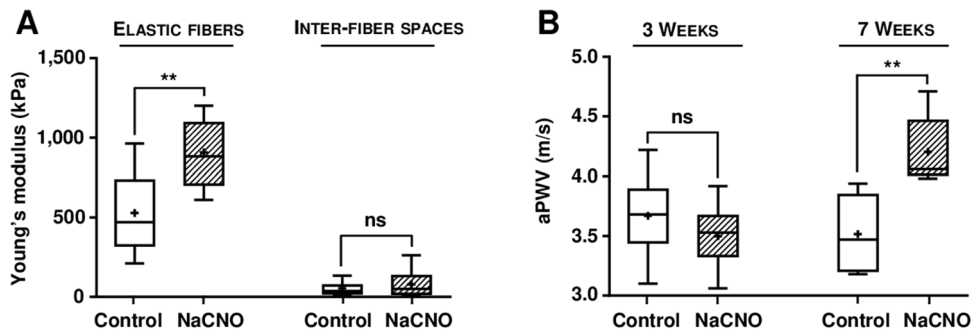 A
ELASTIC FIBERS
INTER-FIBER SPACES
Young's modulus (kPa)
1,500
1,000
500
0
**
ns
Control
NaCNO
Control
NaCNO
B
3 WEEKS
7 WEEKS
aPWV (m/s)
5.0
4.5
4.0
3.5
3.0
ns
**
Control
NaCNO
Control
NaCNO